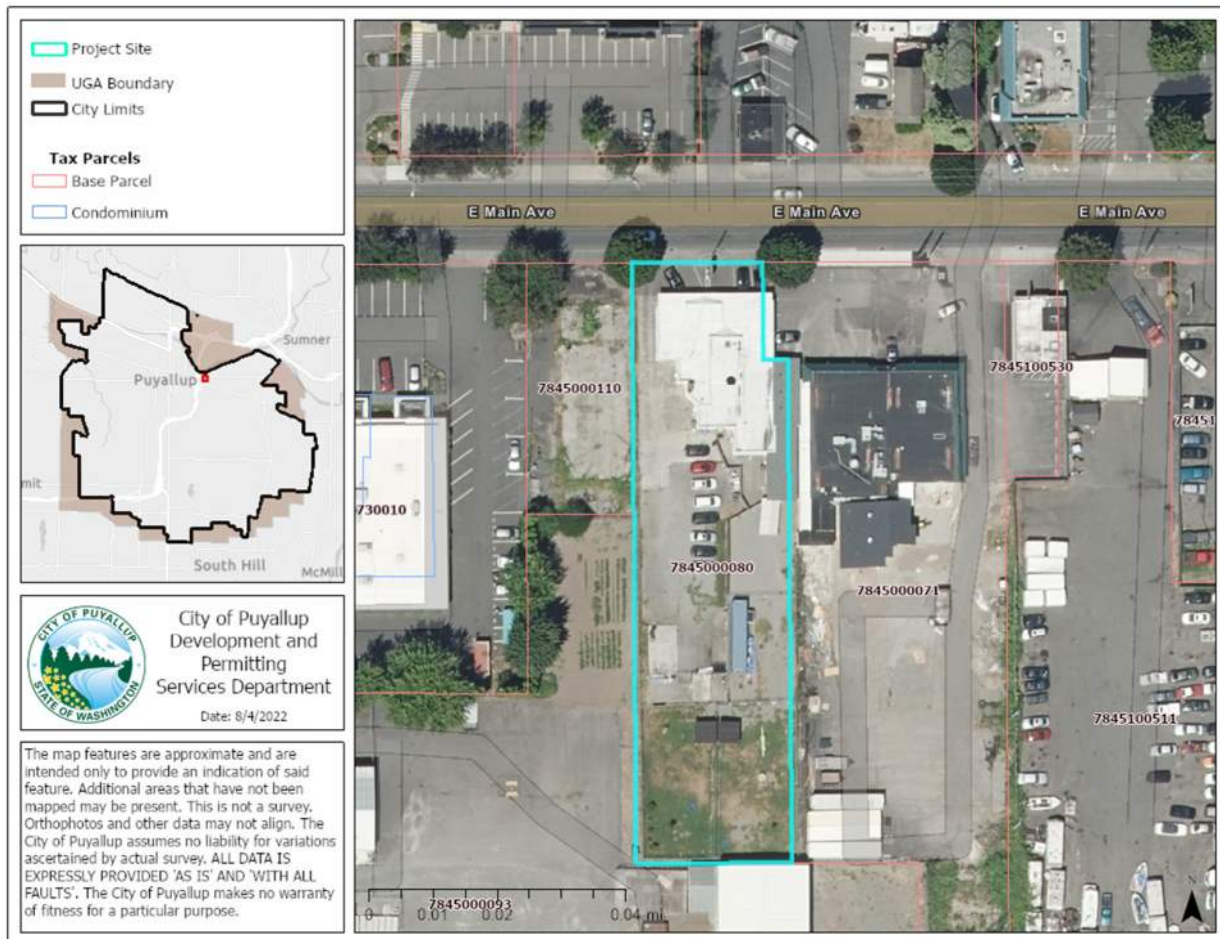 Project Site
UGA Boundary
City Limits
Tax Parcels
Base Parcel
Condominium
Sumner
Puyallup
mit
South Hill
McMill
CITY OF PUYALLUP
STATE OF WASHINGTON
City of Puyallup
Development and
Permitting
Services Department
Date: 8/4/2022
The map features are approximate and are
intended only to provide an indication of said
feature. Additional areas that have not been
mapped may be present. This is not a survey.
Orthophotos and other data may not align. The
City of Puyallup assumes no liability for variations
ascertained by actual survey. ALL DATA IS
EXPRESSLY PROVIDED 'AS IS' AND 'WITH ALL
FAULTS'. The City of Puyallup makes no warranty
of fitness for a particular purpose.
E Main Ave E Main Ave E Main Ave
7845000110
7845100530
78451
730010
7845000080
7845000071
7845100511
7845000093
0 0.01 0.02 0.04 mi
N